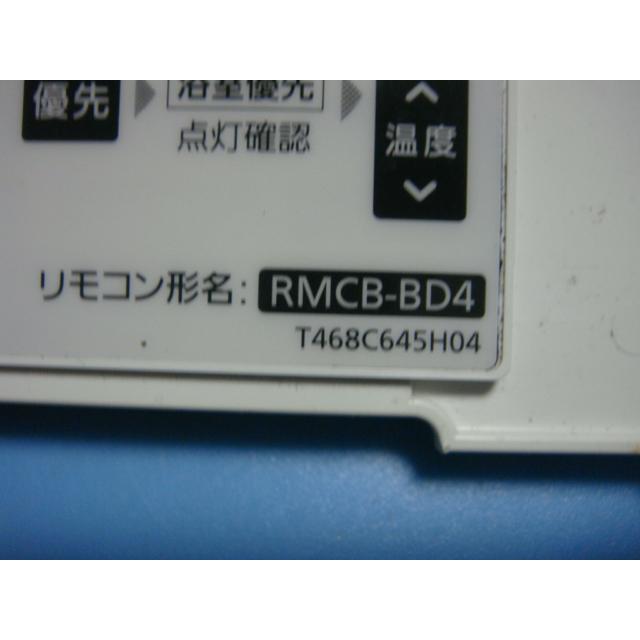 優先
浴室優先
点灯確認
温度
リモコン形名: RMCB-BD4
T468C645H04